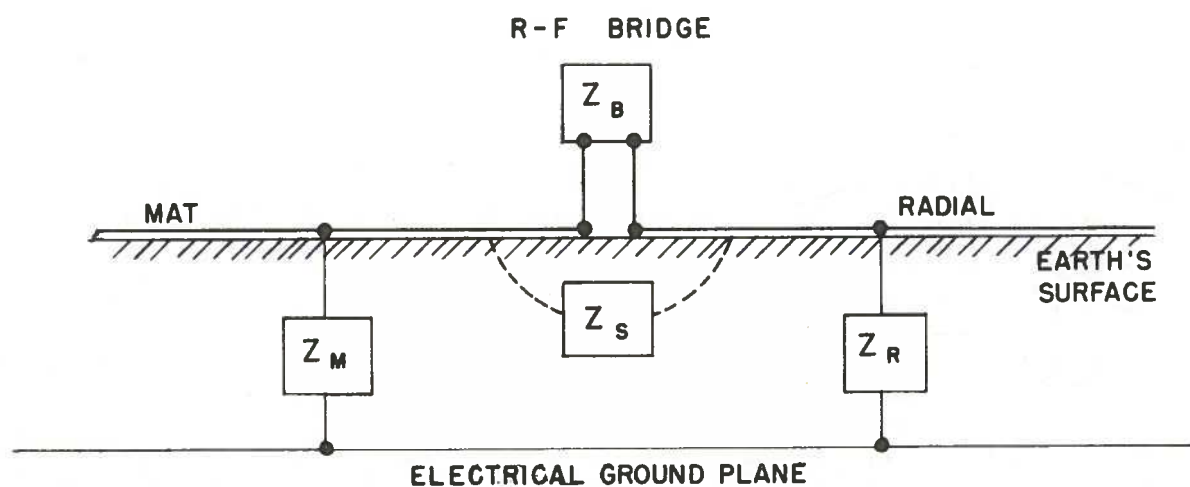 R-F BRIDGE
Z B
MAT
RADIAL
EARTH'S
SURFACE
Z S
Z M
Z R
ELECTRICAL GROUND PLANE